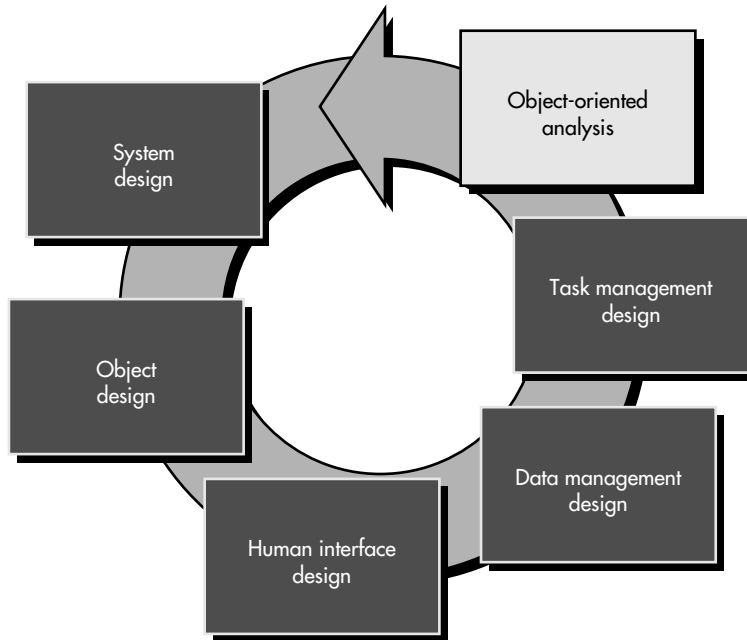 Object-oriented
analysis
System
design
Task management
design
Object
design
Data management
design
Human interface
design